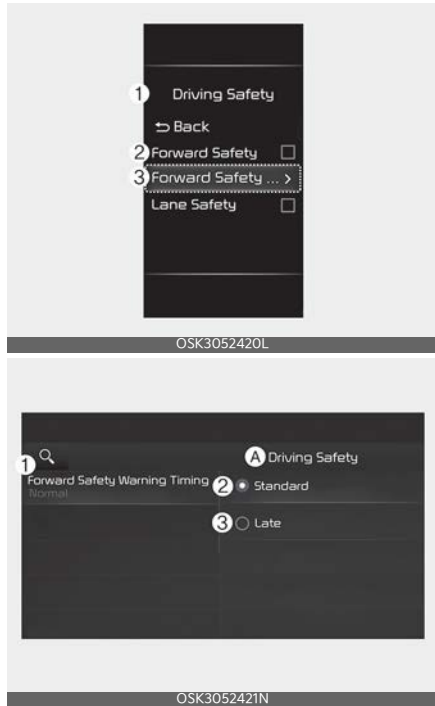 1 Driving Safety
Back
2 Forward Safety
3 Forward Safety ... >
Lane Safety
OSK3052420L
A Driving Safety
1
Forward Safety Warning Timing
Normal
2 Standard
3 Late
OSK3052421N